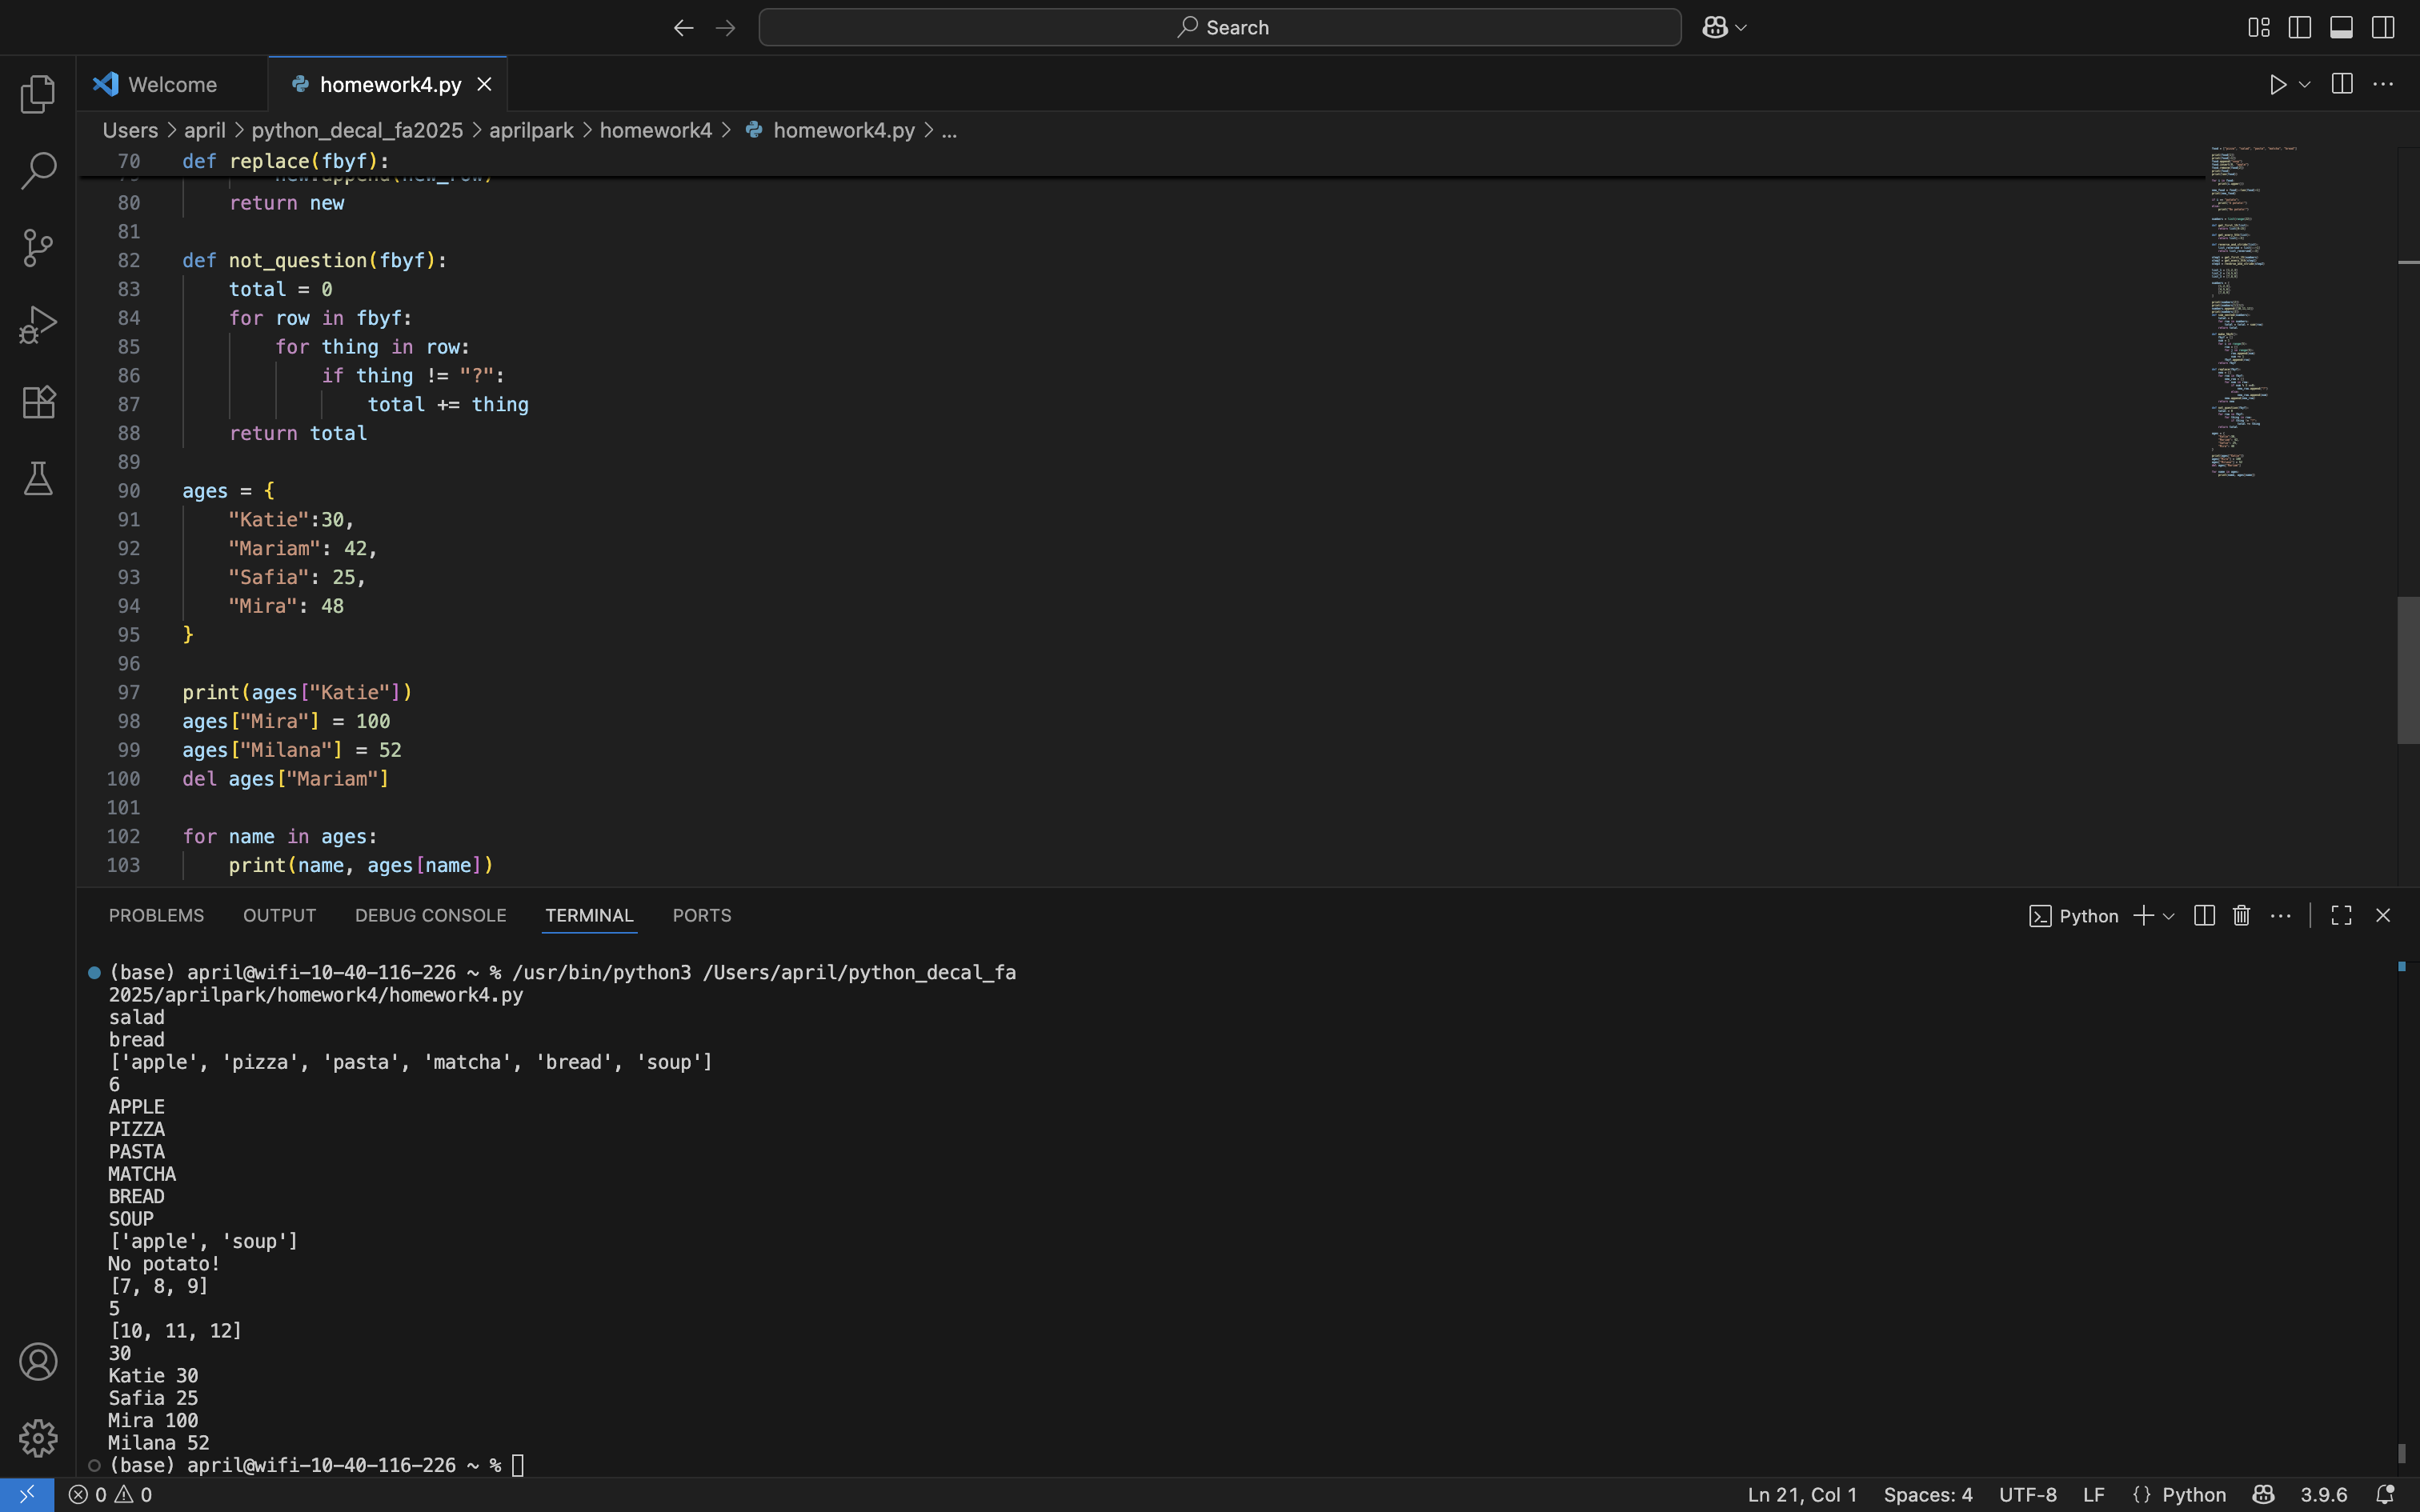 Search
Welcome
homework4.py
Users > april > python_decal_fa2025 > aprilpark > homework4 > homework4.py > ...
70 def replace(fbyf):
79 new.append(new_row)
80 return new
81
82 def not_question(fbyf):
83 total = 0
84 for row in fbyf:
85 for thing in row:
86 if thing != "?":
87 total += thing
88 return total
89
90 ages = {
91 "Katie":30,
92 "Mariam": 42,
93 "Safia": 25,
94 "Mira": 48
95 }
96
97 print(ages["Katie"])
98 ages["Mira"] = 100
99 ages["Milana"] = 52
100 del ages["Mariam"]
101
102 for name in ages:
103 print(name, ages[name])
PROBLEMS OUTPUT DEBUG CONSOLE TERMINAL PORTS Python
(base) april@wifi-10-40-116-226 ~ % /usr/bin/python3 /Users/april/python_decal_fa
2025/aprilpark/homework4/homework4.py
salad
bread
['apple', 'pizza', 'pasta', 'matcha', 'bread', 'soup']
6
APPLE
PIZZA
PASTA
MATCHA
BREAD
SOUP
['apple', 'soup']
No potato!
[7, 8, 9]
5
[10, 11, 12]
30
Katie 30
Safia 25
Mira 100
Milana 52
(base) april@wifi-10-40-116-226 ~ %
0 0 Ln 21, Col 1 Spaces: 4 UTF-8 LF {} Python 3.9.6